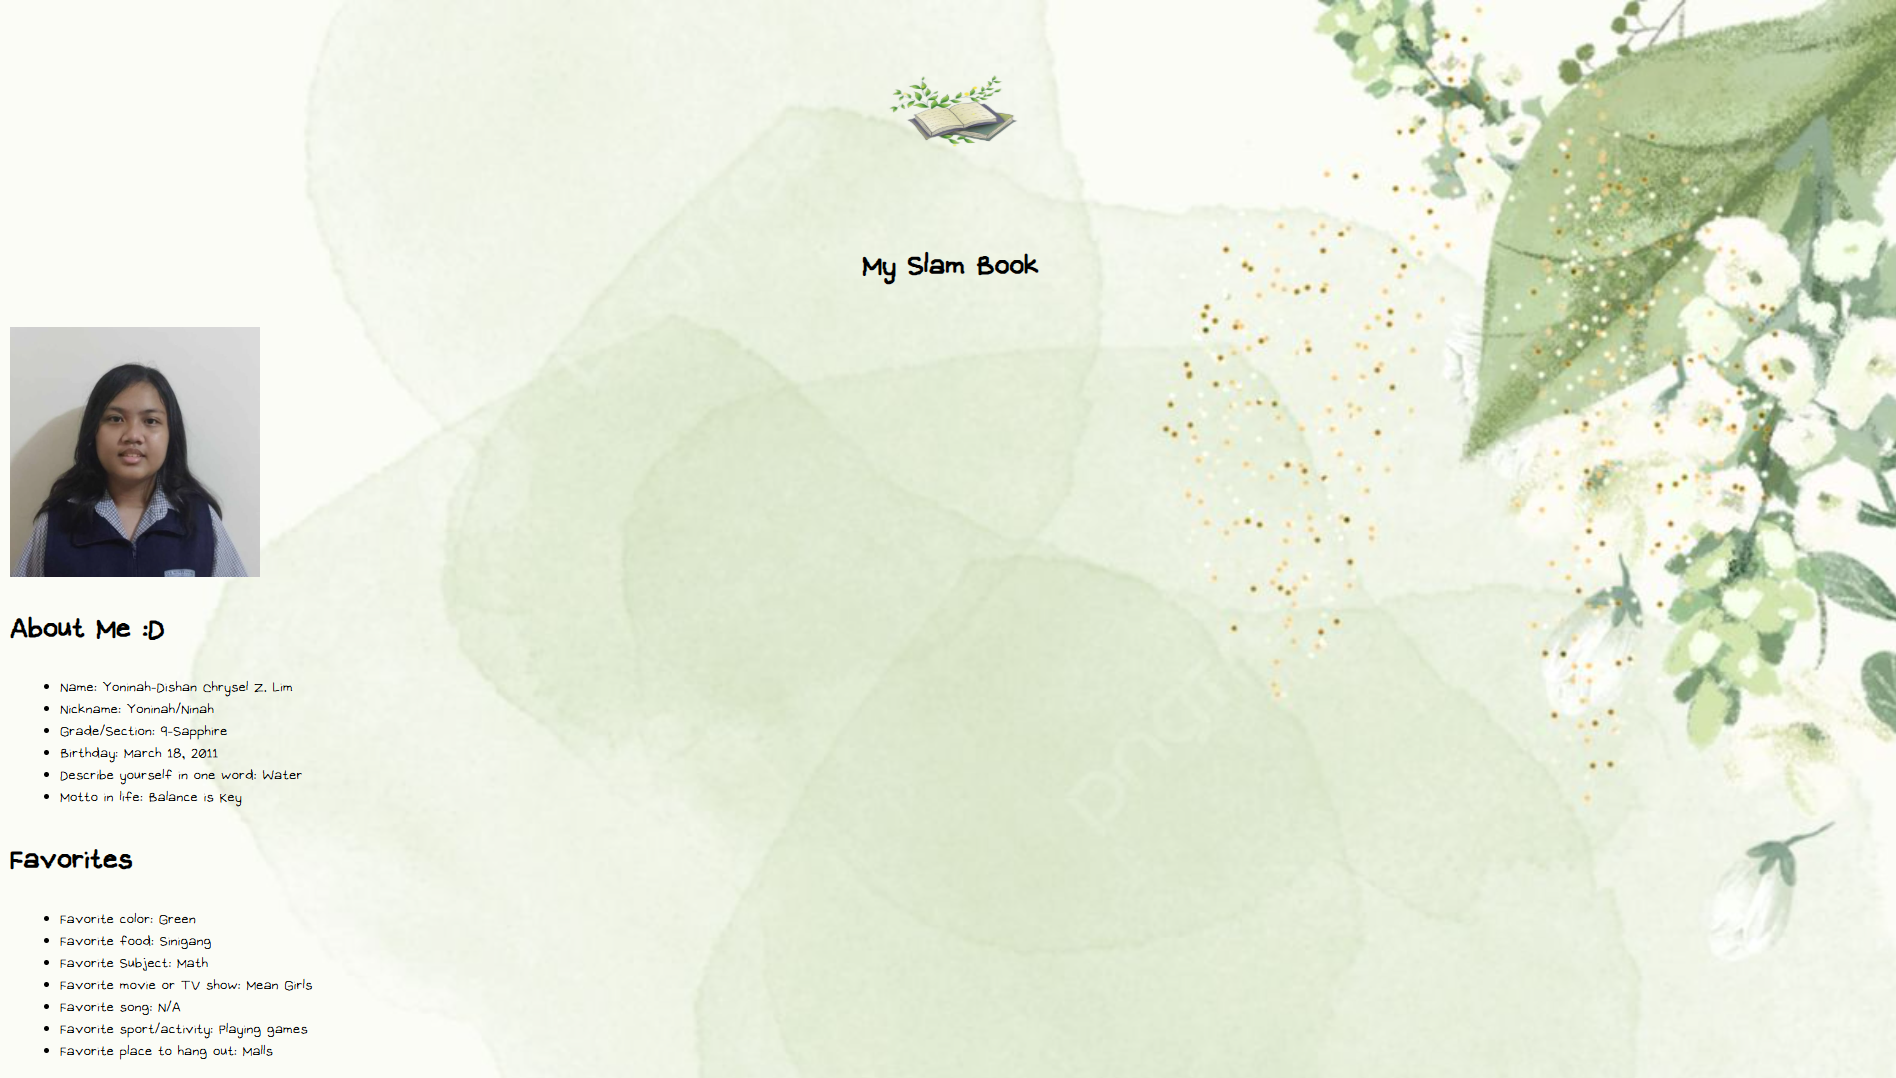 My Slam Book
About Me :D
Name: Yoninah-Dishan Chrysel Z. Lim
Nickname: Yoninah/Ninah
Grade/Section: 9-Sapphire
Birthday: March 18, 2011
Describe yourself in one word: Water
Motto in life: Balance is Key
Favorites
Favorite color: Green
Favorite food: Sinigang
Favorite Subject: Math
Favorite movie or TV show: Mean Girls
Favorite song: N/A
Favorite sport/activity: Playing games
Favorite place to hang out: Malls